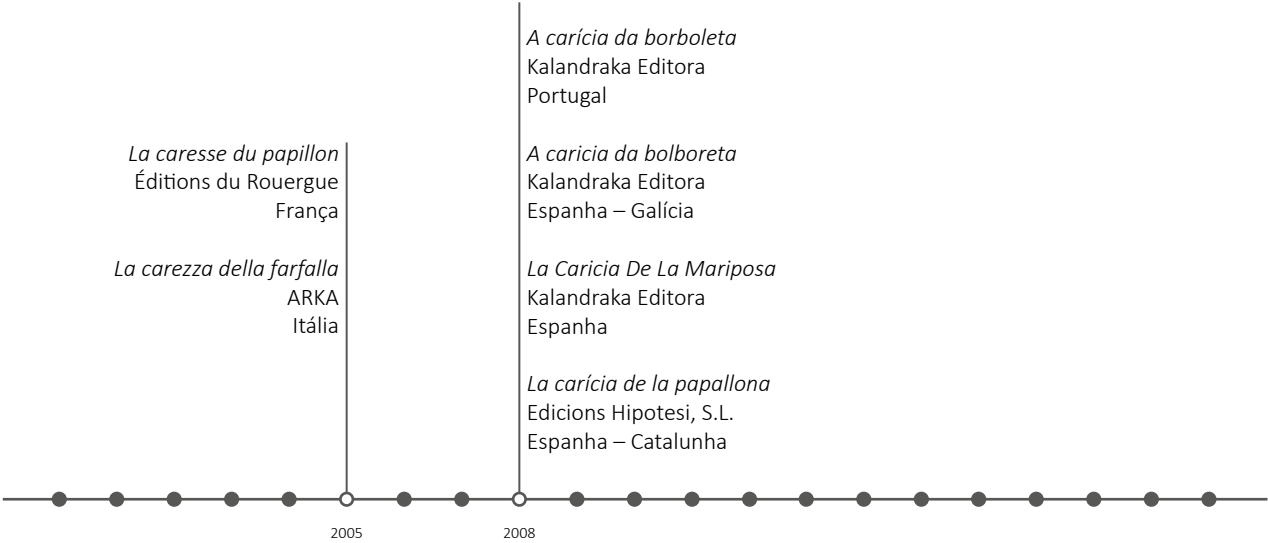 La caresse du papillon
Éditions du Rouergue
França
La carezza della farfalla
ARKA
Itália
A carícia da borboleta
Kalandraka Editora
Portugal
A caricia da bolboreta
Kalandraka Editora
Espanha – Galícia
La Caricia De La Mariposa
Kalandraka Editora
Espanha
La carícia de la papallona
Edicions Hipotesi, S.L.
Espanha – Catalunha
2005
2008